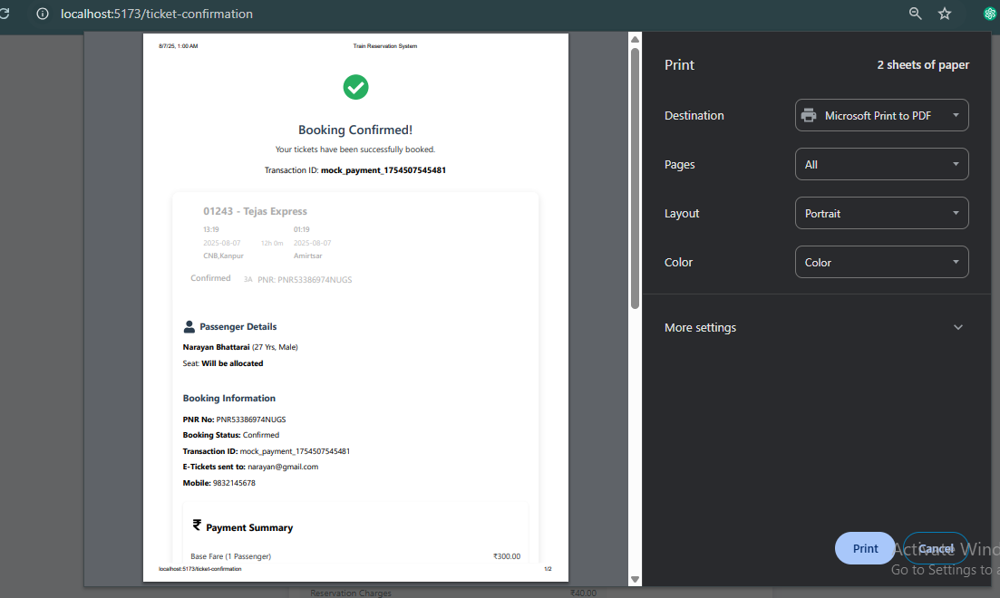 localhost:5173/ticket-confirmation
8/7/25, 1:00 AM Train Reservation System
Booking Confirmed!
Your tickets have been successfully booked.
Transaction ID: mock_payment_1754507545481
01243 - Tejas Express
13:19 01:19
2025-08-07 12h 0m 2025-08-07
CNB,Kanpur Amirtsar
Confirmed 3A PNR: PNR53386974NUGS
Passenger Details
Narayan Bhattarai (27 Yrs, Male)
Seat: Will be allocated
Booking Information
PNR No: PNR53386974NUGS
Booking Status: Confirmed
Transaction ID: mock_payment_1754507545481
E-Tickets sent to: narayan@gmail.com
Mobile: 9832145678
₹ Payment Summary
Base Fare (1 Passenger) ₹300.00
localhost:5173/ticket-confirmation 1/2
Reservation Charges ₹40.00
Print 2 sheets of paper
Destination Microsoft Print to PDF
Pages All
Layout Portrait
Color Color
More settings
Print Cancel
Activate Wind
Go to Settings to a